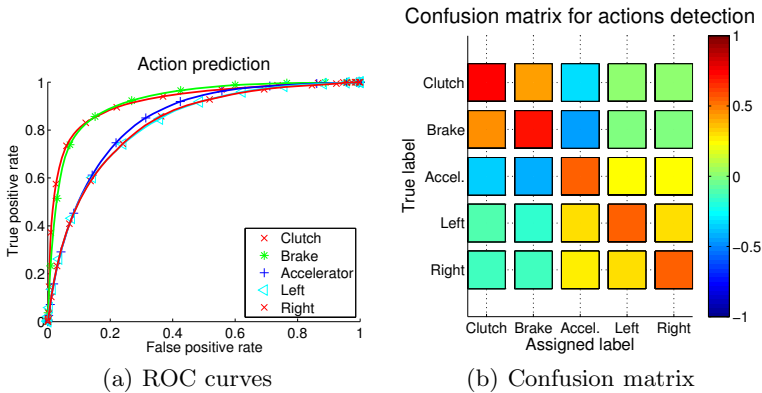 Action prediction
1
0.8
0.6
0.4
0.2
0
True positive rate
Clutch
Brake
Accelerator
Left
Right
0 0.2 0.4 0.6 0.8 1
False positive rate
(a) ROC curves
Confusion matrix for actions detection
True label
Clutch
Brake
Accel.
Left
Right
Clutch Brake Accel. Left Right
Assigned label
1
0.5
0
−0.5
−1
(b) Confusion matrix